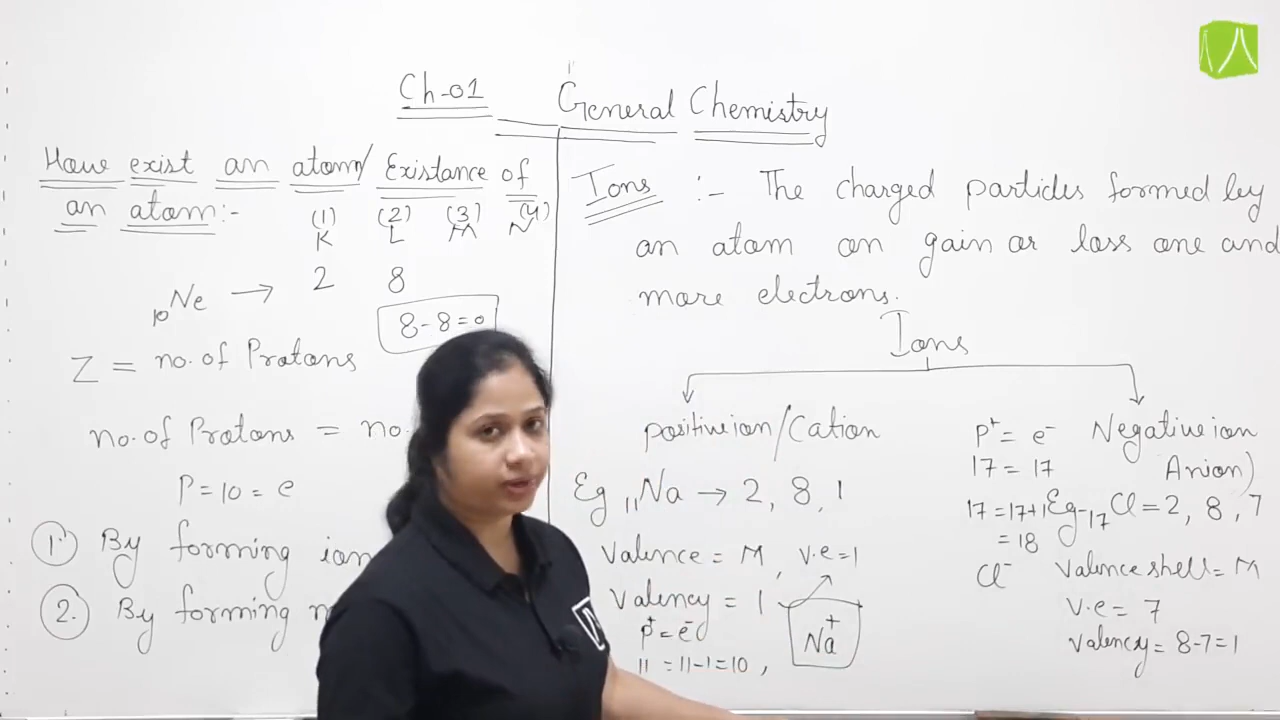 Ch-01 General Chemistry
How exist an atom/ Existance of
an atom:-
(1) (2) (3) (4)
K L M N
10Ne → 2 8
8-8=0
Z = no. of Protons
no. of Protons = no.
P=10 = e
1. By forming ion
2. By forming
Ions :- The charged particles formed by
an atom on gain or loss one and
more electrons.
Ions
positive ion/Cation
Eg 11Na → 2, 8, 1
Valence = M, v.e=1
Valency = 1
P⁺=e⁻
11 = 11-1=10,
Na⁺
Negative ion
Anion)
P⁺= e⁻
17 = 17
17 = 17+1
= 18
Cl⁻
Eg- 17Cl = 2, 8, 7
Valence shell = M
v.e = 7
Valency = 8-7=1